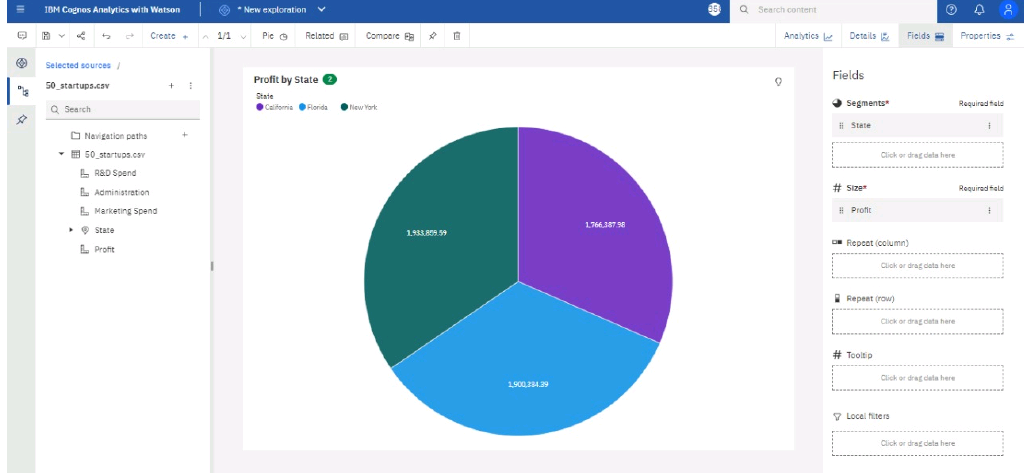 IBM Cognos Analytics with Watson
* New exploration
Search content
Create +
1/1
Pie
Related
Compare
Analytics
Details
Fields
Properties
Selected sources /
50_startups.csv
Search
Navigation paths
50_startups.csv
R&D Spend
Administration
Marketing Spend
State
Profit
Profit by State 2
State
California Florida New York
1,933,859.59
1,766,387.98
Fields
Segments* Required field
State
Click or drag data here
Size* Required field
Profit
Click or drag data here
Repeat (column)
Click or drag data here
Repeat (row)
Click or drag data here
Tooltip
Click or drag data here
Local filters
Click or drag data here